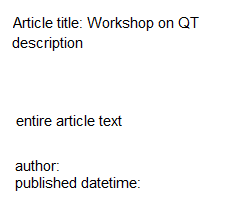 Article title: Workshop on QT
description
entire article text
author:
published datetime: